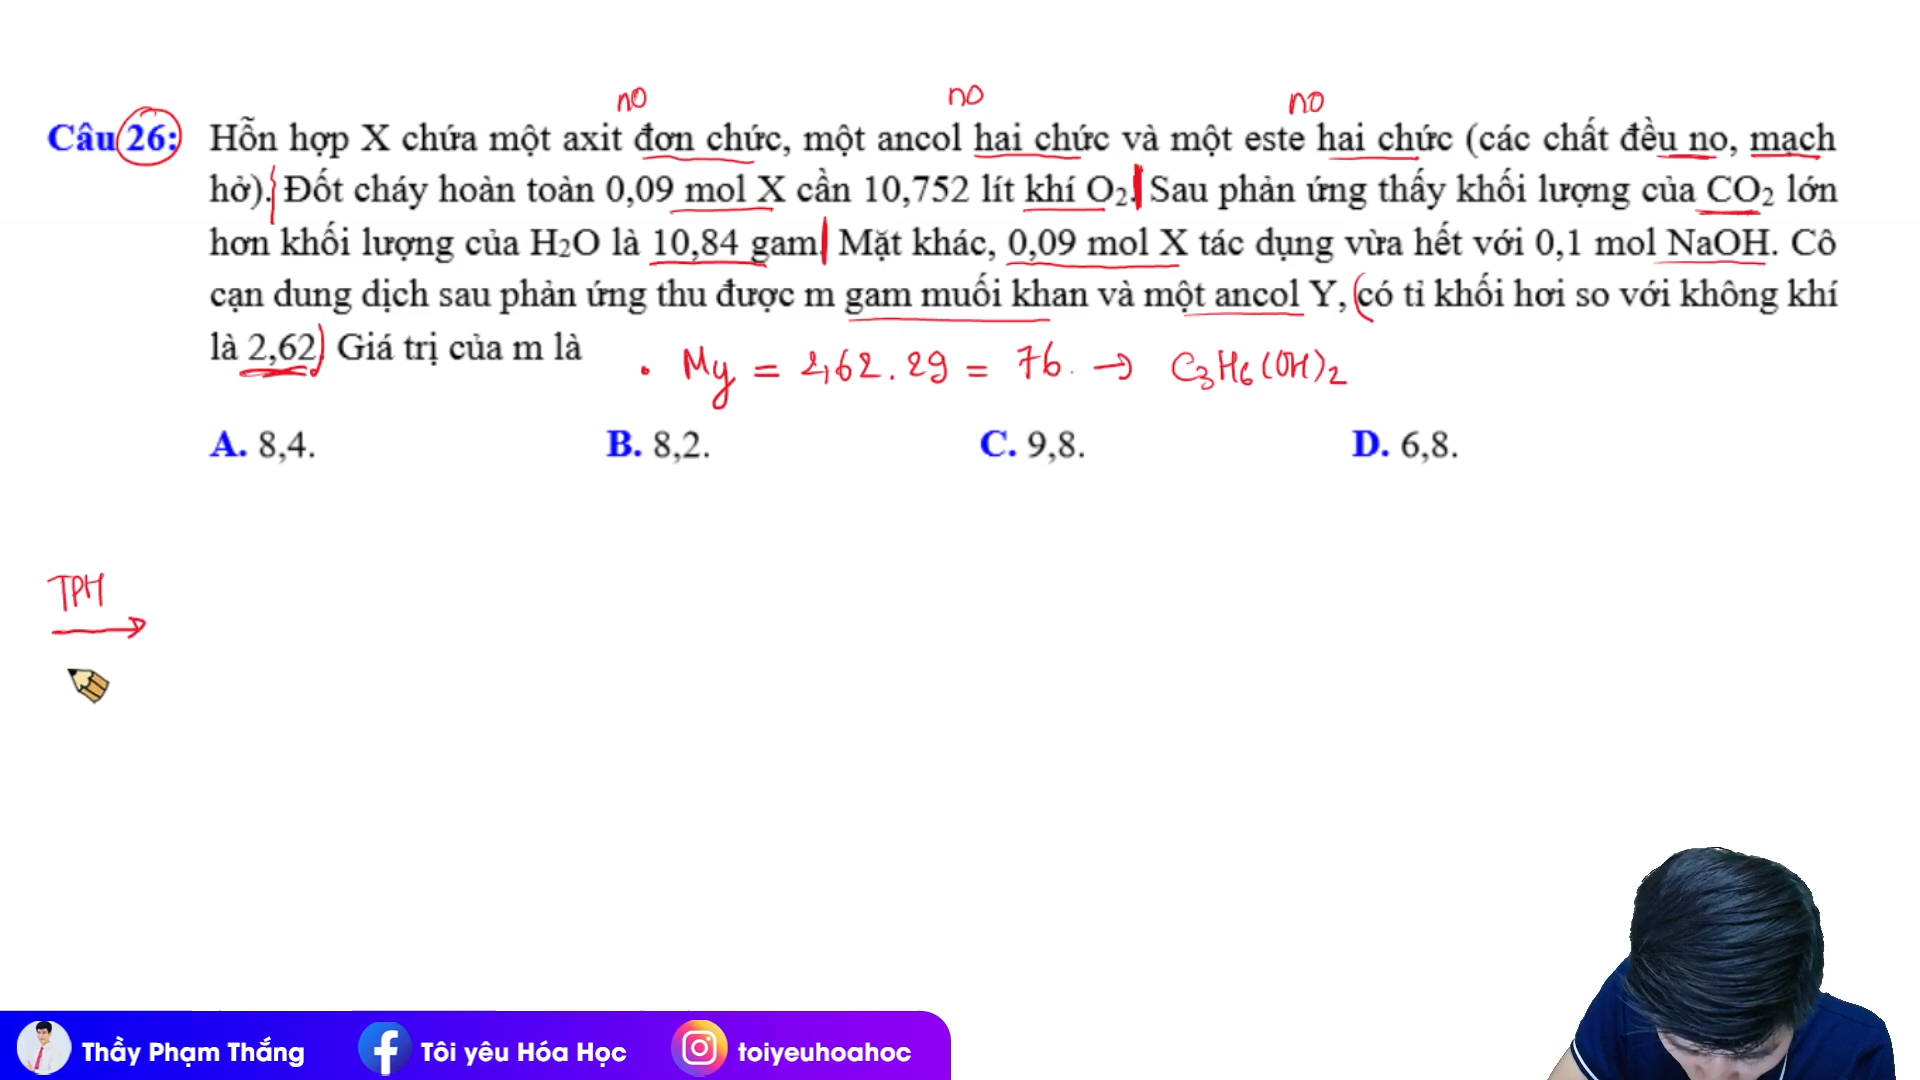 no no no
Câu 26: Hỗn hợp X chứa một axit đơn chức, một ancol hai chức và một este hai chức (các chất đều no, mạch
hở). Đốt cháy hoàn toàn 0,09 mol X cần 10,752 lít khí O₂. Sau phản ứng thấy khối lượng của CO₂ lớn
hơn khối lượng của H₂O là 10,84 gam. Mặt khác, 0,09 mol X tác dụng vừa hết với 0,1 mol NaOH. Cô
cạn dung dịch sau phản ứng thu được m gam muối khan và một ancol Y, có tỉ khối hơi so với không khí
là 2,62. Giá trị của m là
. My = 2,62.29 = 76. → C₃H₆(OH)₂
A. 8,4. B. 8,2. C. 9,8. D. 6,8.
TPH
→
Thầy Phạm Thắng Tôi yêu Hóa Học toiyeuhoahoc